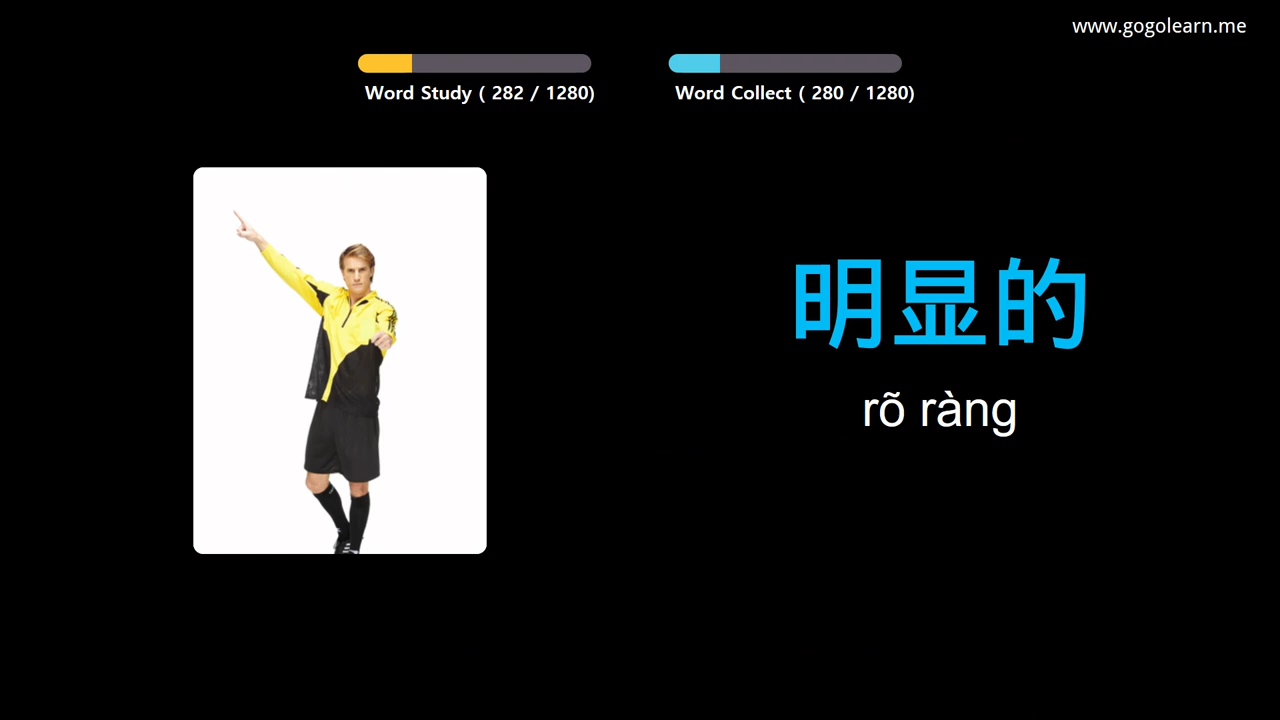 www.gogolearn.me
Word Study ( 282 / 1280)
Word Collect ( 280 / 1280)
明显的
rõ ràng